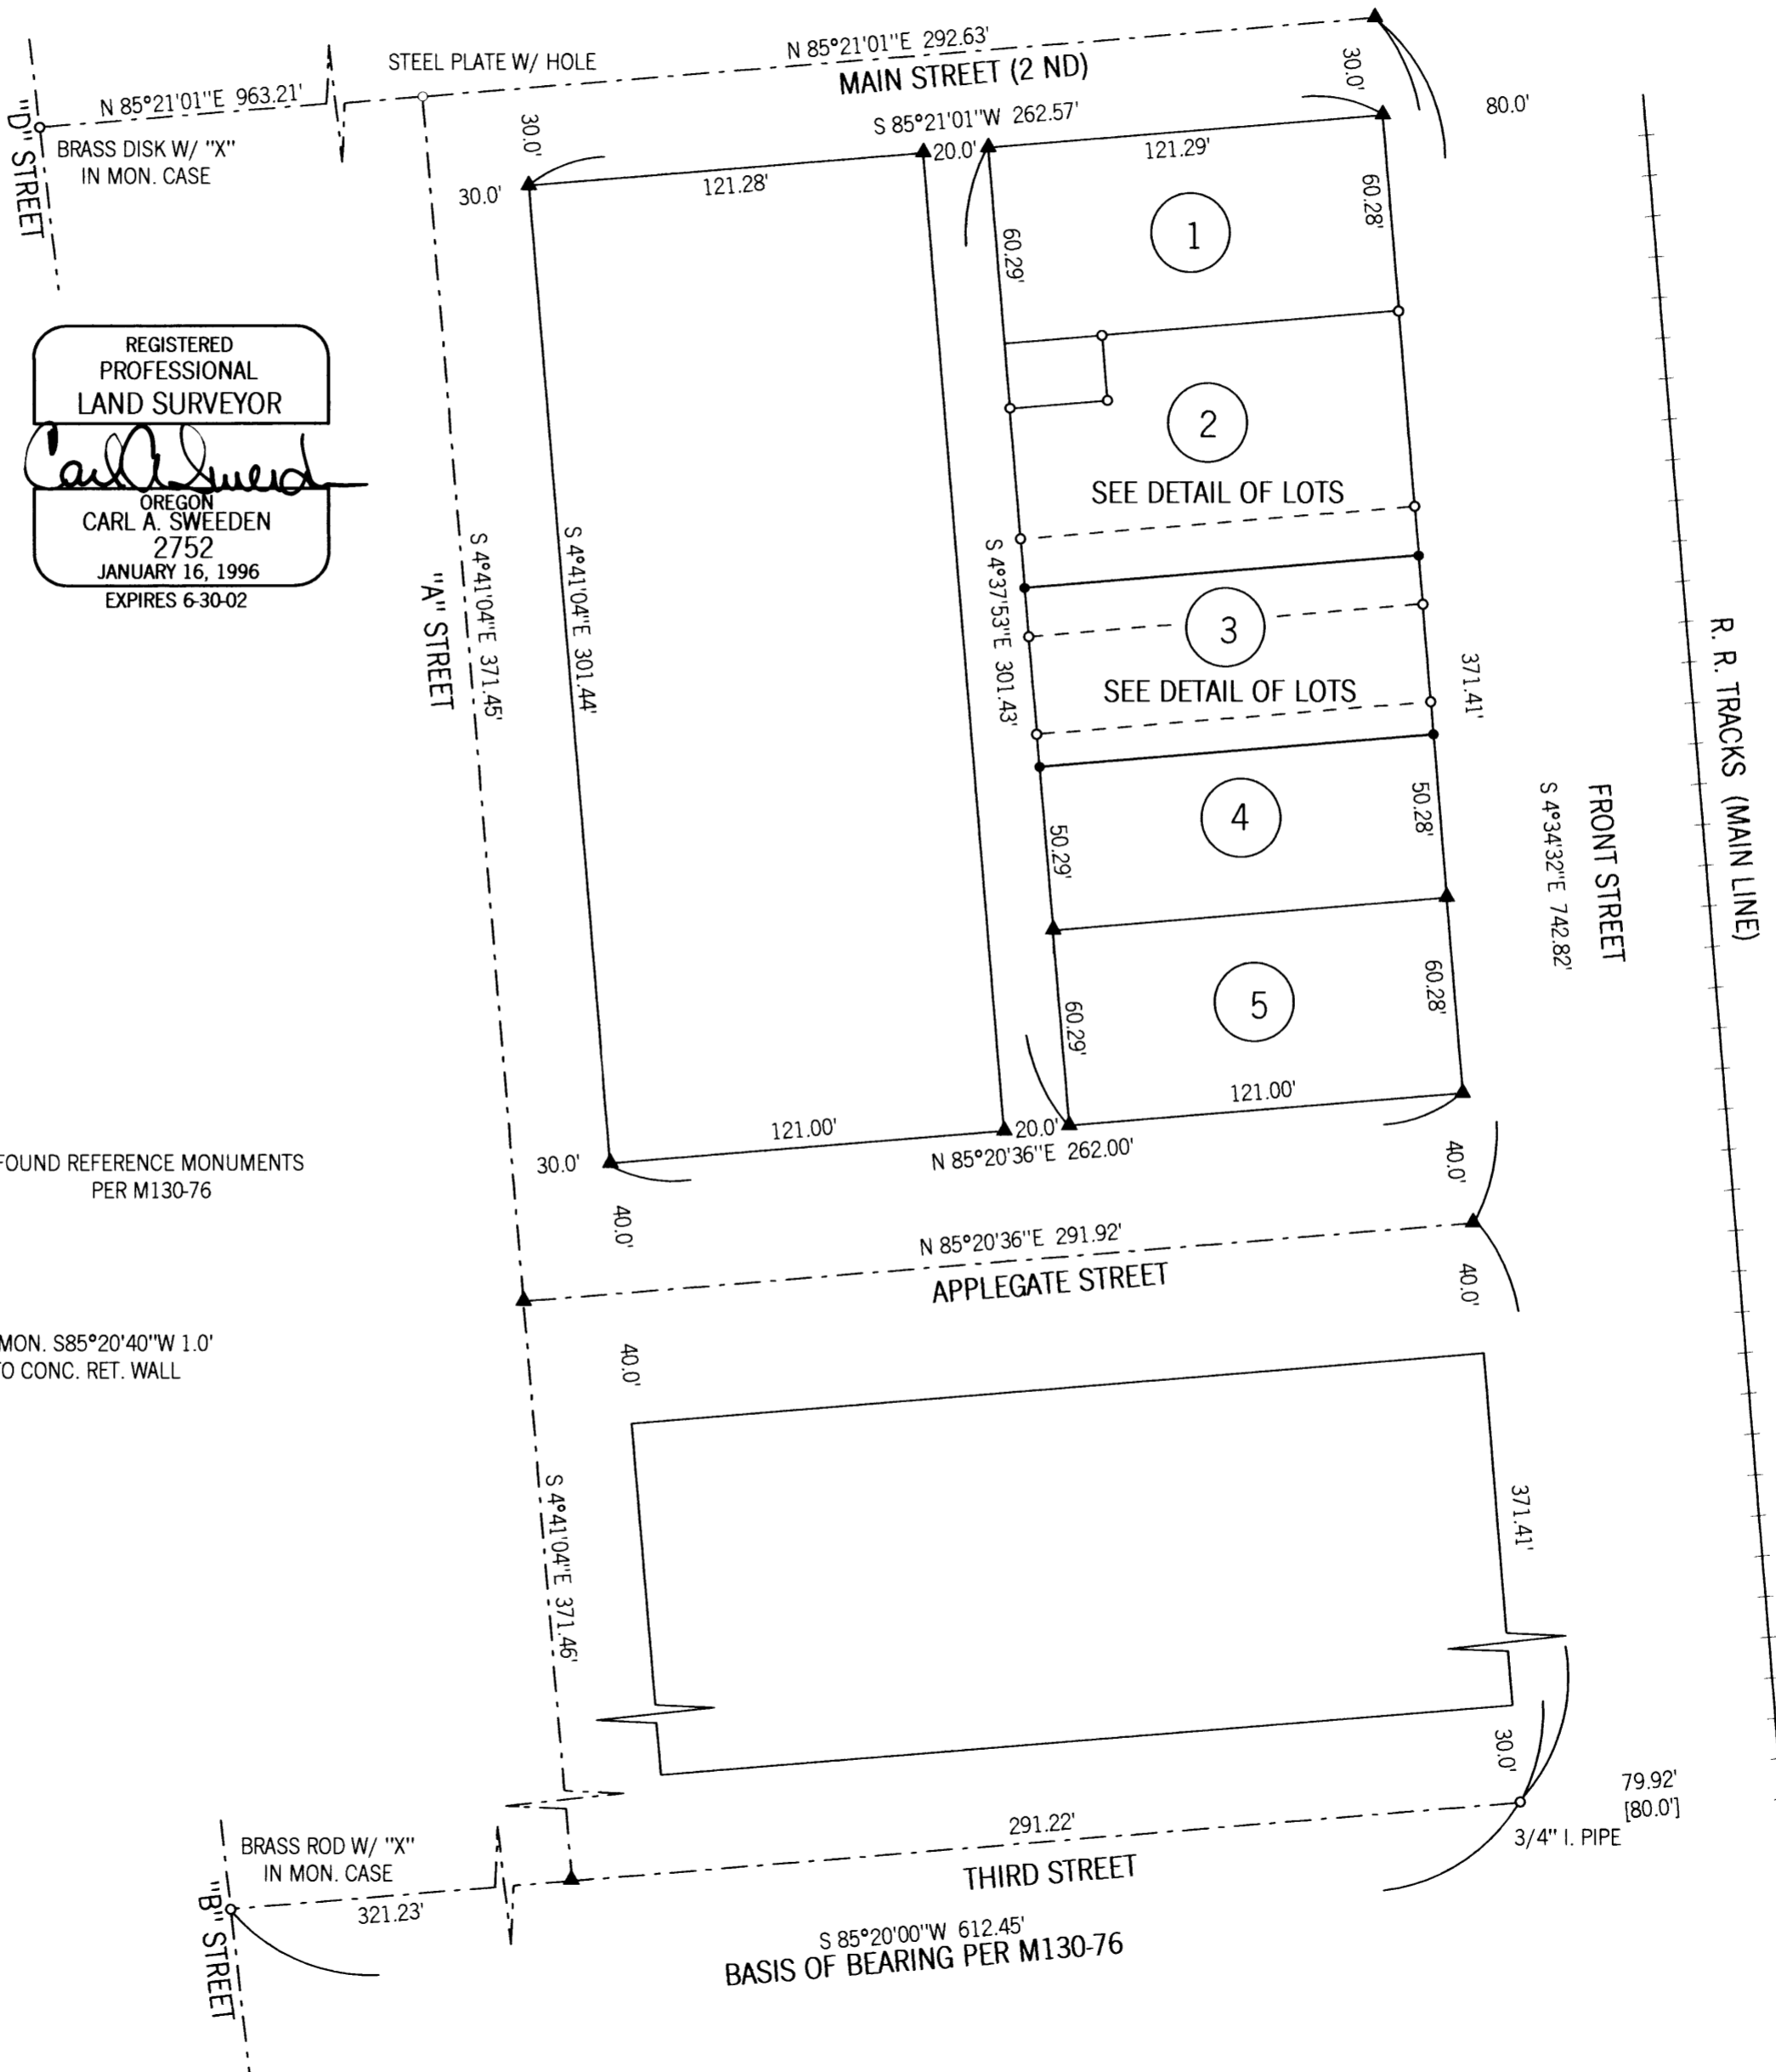 N 85°21'01"E 292.63'
STEEL PLATE W/ HOLE
MAIN STREET (2 ND)
30.0'
N 85°21'01"E 963.21'
"D" STREET
BRASS DISK W/ "X"
IN MON. CASE
S 85°21'01"W 262.57'
80.0'
30.0'
30.0'
121.28'
20.0'
121.29'
60.28'
60.29'
1
REGISTERED
PROFESSIONAL
LAND SURVEYOR
Carl A Sweeden
OREGON
CARL A. SWEEDEN
2752
JANUARY 16, 1996
EXPIRES 6-30-02
2
SEE DETAIL OF LOTS
"A" STREET
S 4°41'04"E 371.45'
S 4°41'04"E 301.44'
S 4°37'53"E 301.43'
3
SEE DETAIL OF LOTS
371.41'
R. R. TRACKS (MAIN LINE)
FRONT STREET
S 4°34'32"E 742.82'
4
50.28'
50.29'
5
60.28'
60.29'
121.00'
121.00'
20.0'
N 85°20'36"E 262.00'
30.0'
FOUND REFERENCE MONUMENTS
PER M130-76
40.0'
40.0'
N 85°20'36"E 291.92'
APPLEGATE STREET
40.0'
40.0'
MON. S85°20'40"W 1.0'
TO CONC. RET. WALL
S 4°41'04"E 371.46'
371.41'
30.0'
79.92'
[80.0']
3/4" I. PIPE
291.22'
THIRD STREET
BRASS ROD W/ "X"
IN MON. CASE
321.23'
"B" STREET
S 85°20'00"W 612.45'
BASIS OF BEARING PER M130-76